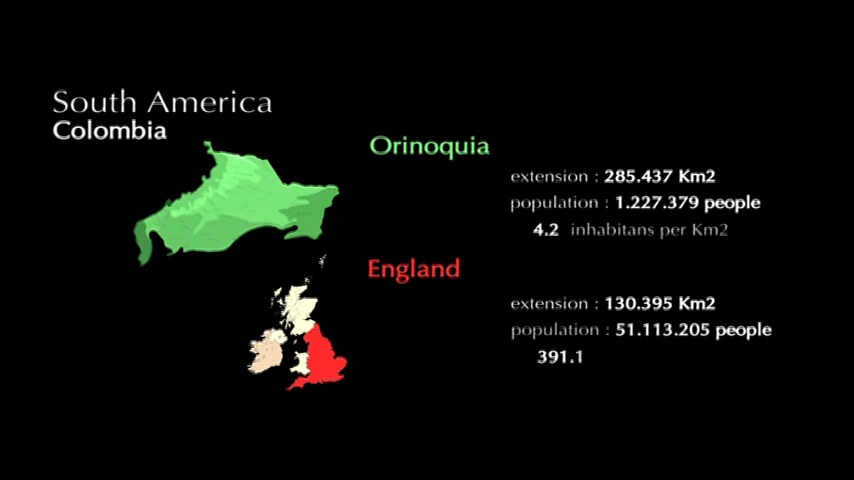 South America
Colombia
Orinoquia
extension : 285.437 Km2
population : 1.227.379 people
4.2 inhabitans per Km2
England
extension : 130.395 Km2
population : 51.113.205 people
391.1